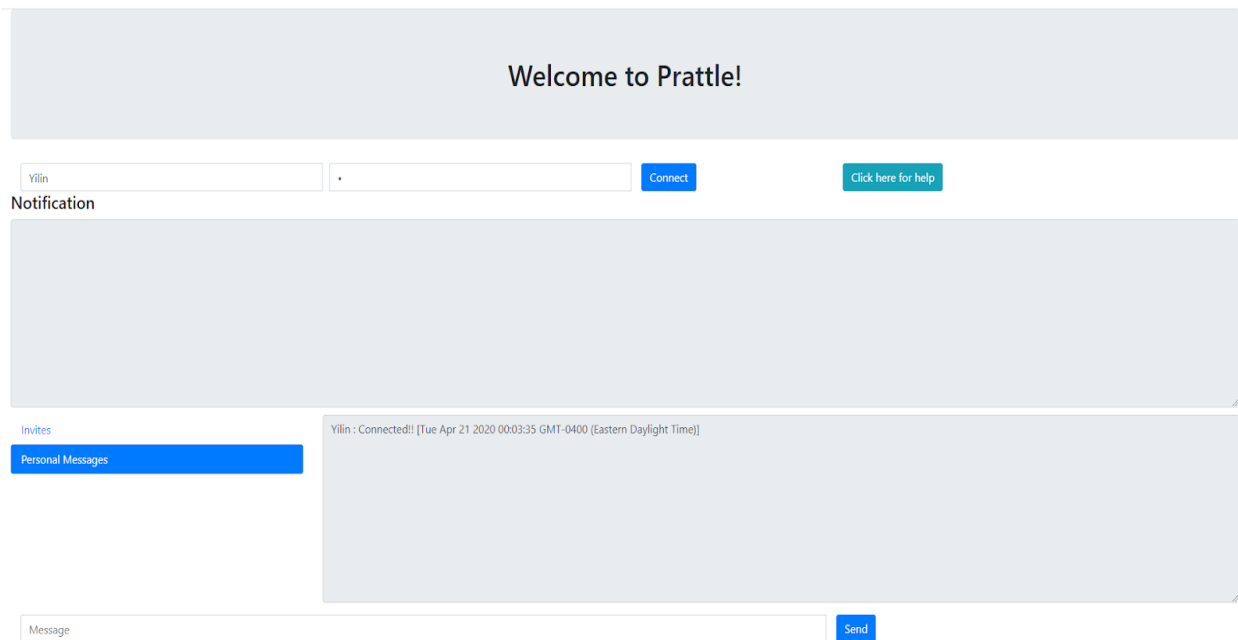 Welcome to Prattle!
Yilin • Connect Click here for help
Notification
Invites
Yilin : Connected!! [Tue Apr 21 2020 00:03:35 GMT-0400 (Eastern Daylight Time)]
Personal Messages
Message Send